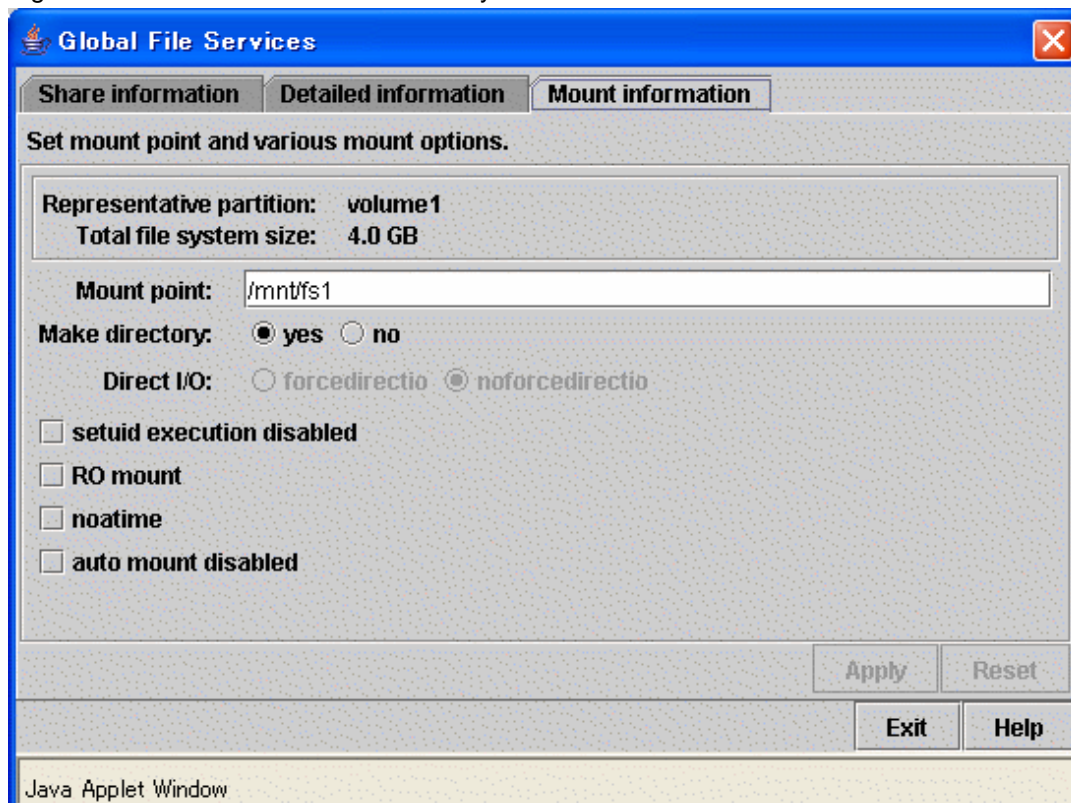 Global File Services
Share information Detailed information Mount information
Set mount point and various mount options.
Representative partition: volume1
Total file system size: 4.0 GB
Mount point: /mnt/fs1
Make directory: yes no
Direct I/O: forcedirectio noforcedirectio
setuid execution disabled
RO mount
noatime
auto mount disabled
Apply Reset
Exit Help
Java Applet Window